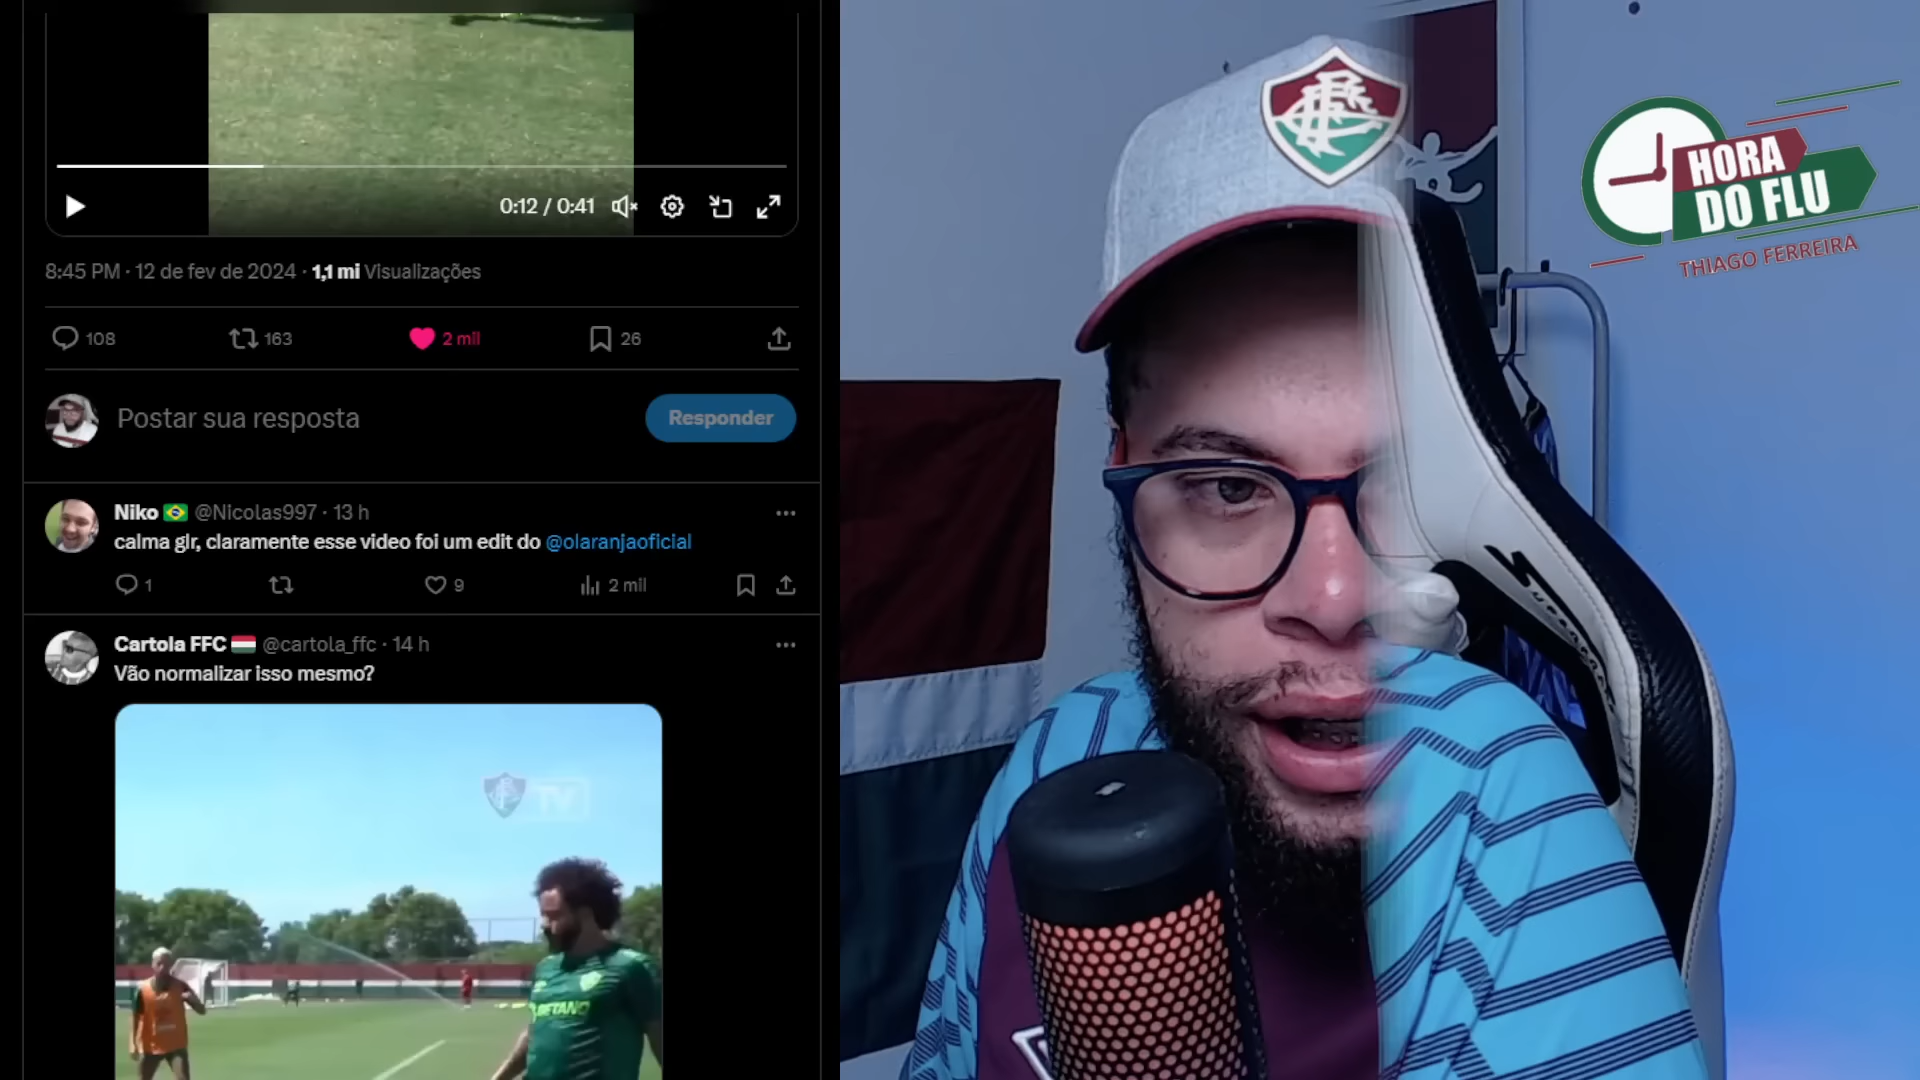 0:12 / 0:41
8:45 PM · 12 de fev de 2024 · 1,1 mi Visualizações
108 163 2 mil 26
Postar sua resposta Responder
Niko @Nicolas997 · 13 h
calma glr, claramente esse video foi um edit do @olaranjaoficial
1 9 2 mil
Cartola FFC @cartola_ffc · 14 h
Vão normalizar isso mesmo?
TV
BETANO
HORA
DO FLU
THIAGO FERREIRA